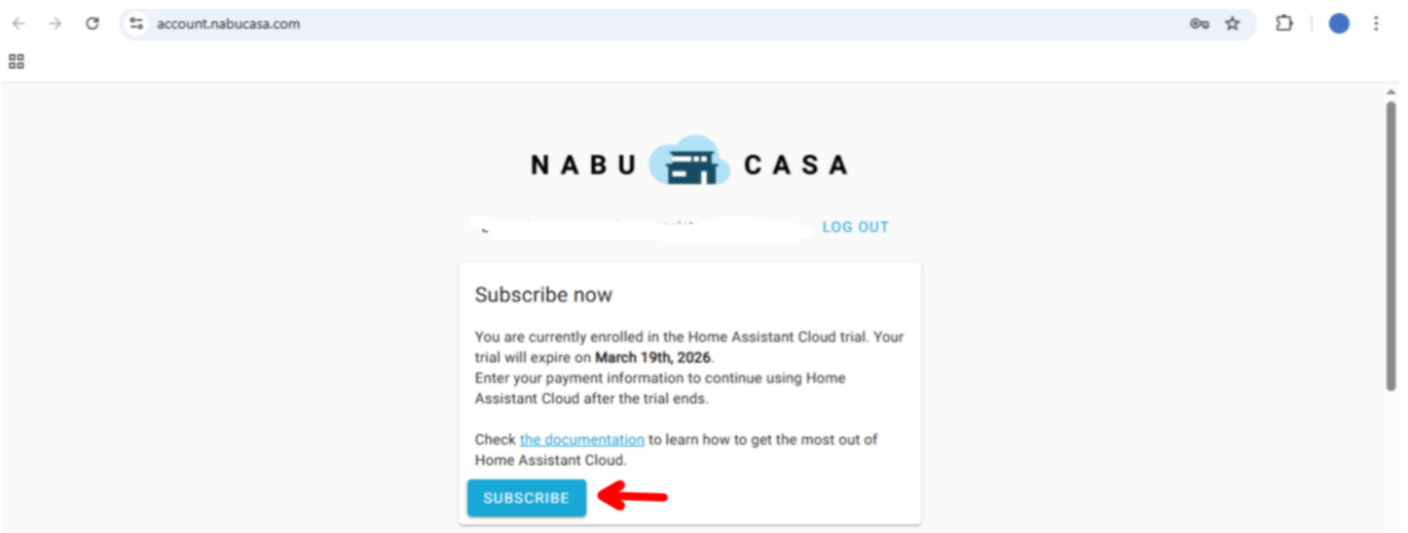 account.nabucasa.com
NABU CASA
LOG OUT
Subscribe now
You are currently enrolled in the Home Assistant Cloud trial. Your
trial will expire on March 19th, 2026.
Enter your payment information to continue using Home
Assistant Cloud after the trial ends.
Check the documentation to learn how to get the most out of
Home Assistant Cloud.
SUBSCRIBE